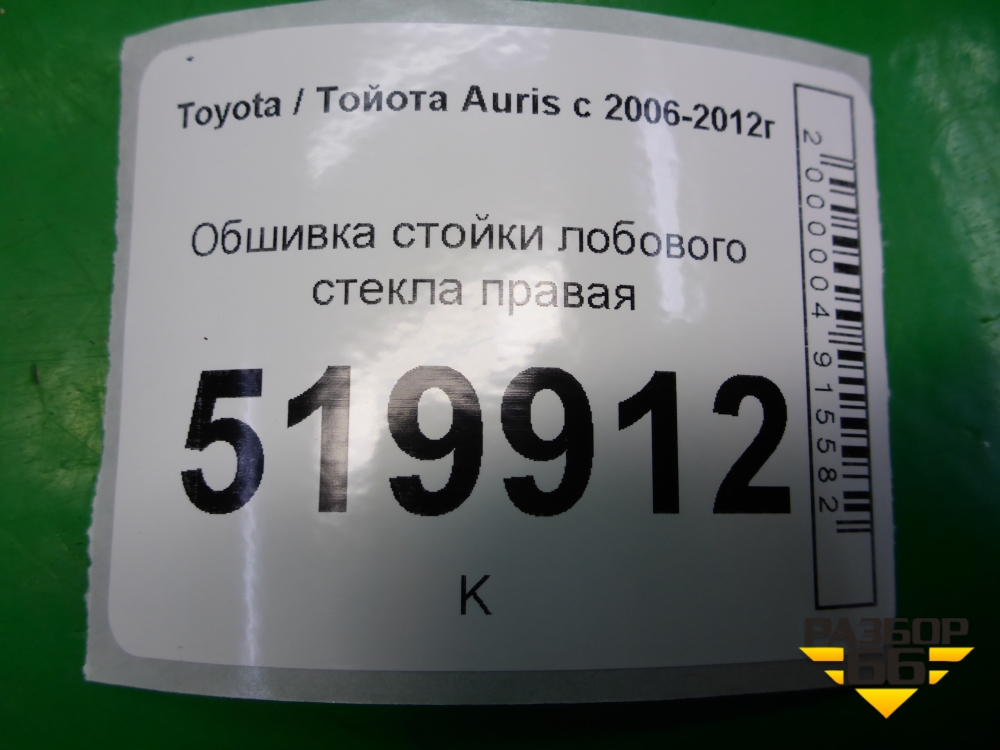 Toyota / Тойота Auris с 2006-2012г
Обшивка стойки лобового
стекла правая
519912
К
2000004915582
РАЗБОР
66